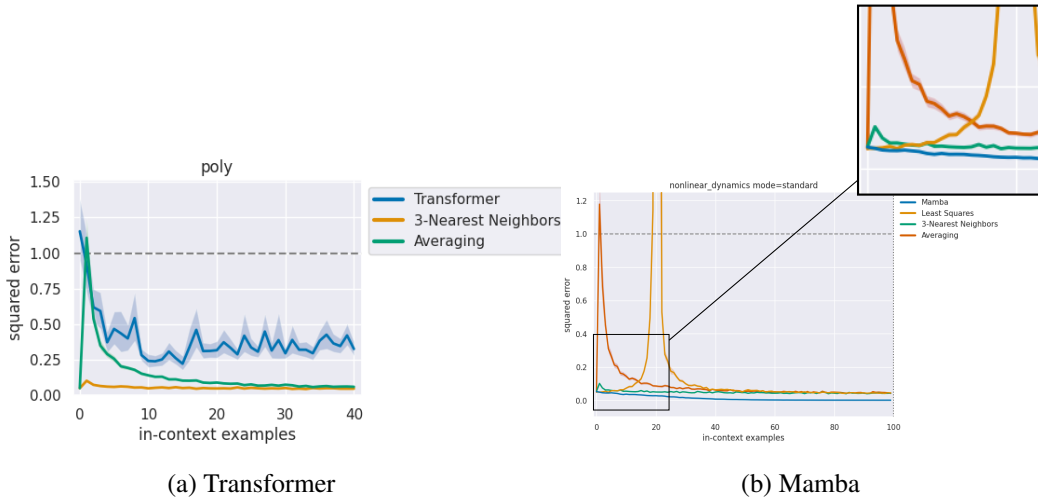 poly
1.50
1.25
1.00
0.75
0.50
0.25
0.00
squared error
0 10 20 30 40
in-context examples
Transformer
3-Nearest Neighbors
Averaging
(a) Transformer
nonlinear_dynamics mode=standard
1.2
1.0
0.8
0.6
0.4
0.2
0.0
squared error
0 20 40 60 80 100
in-context examples
Mamba
Least Squares
3-Nearest Neighbors
Averaging
(b) Mamba